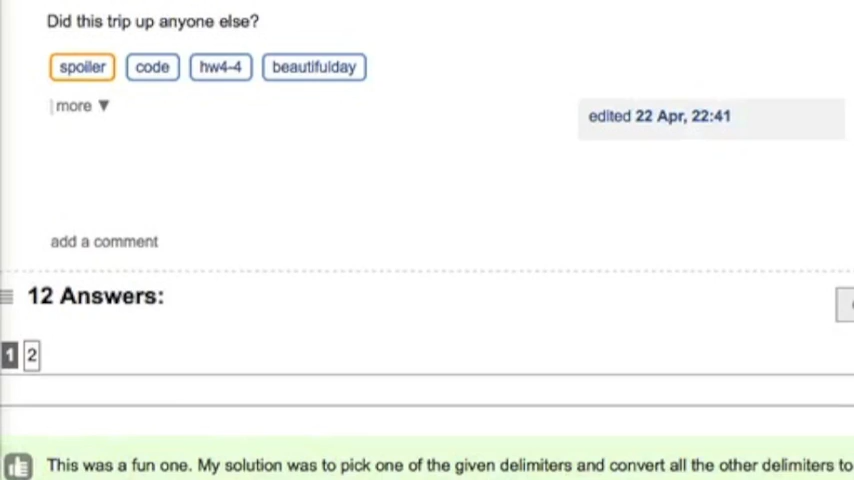 Did this trip up anyone else?
spoiler code hw4-4 beautifulday
more ▼
edited 22 Apr, 22:41
add a comment
12 Answers:
1 2
This was a fun one. My solution was to pick one of the given delimiters and convert all the other delimiters to